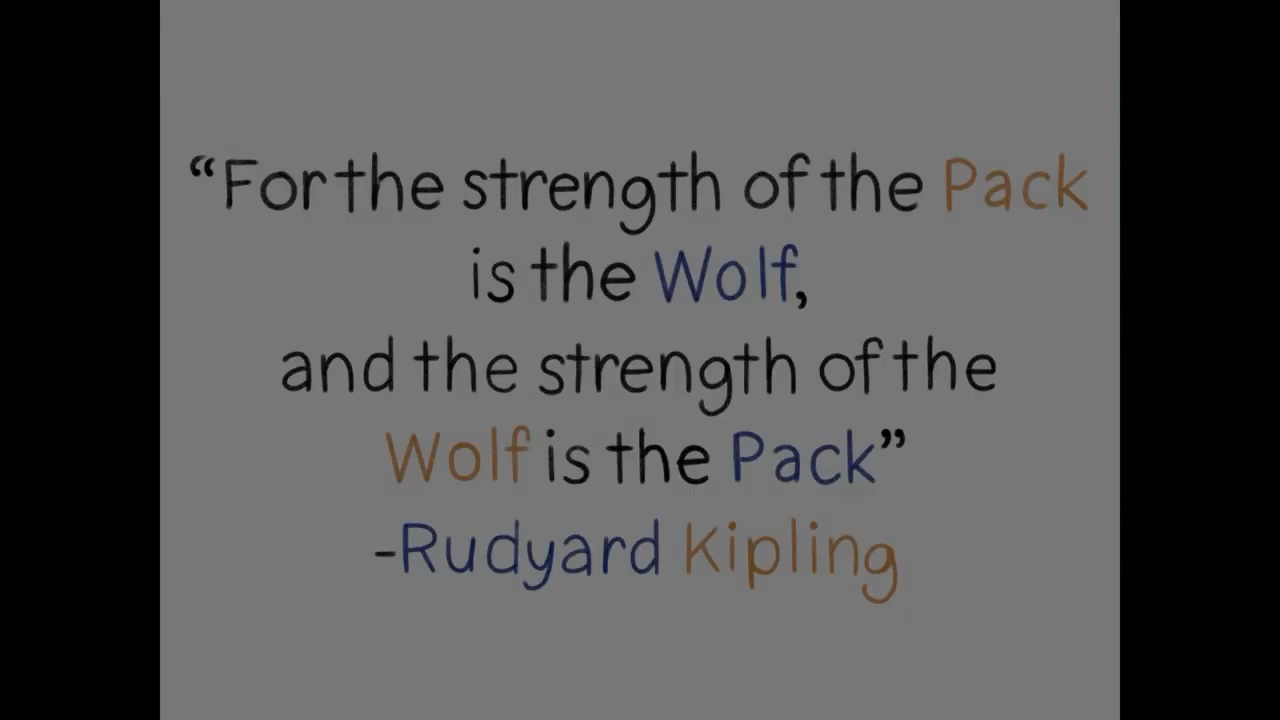 “For the strength of the Pack
is the Wolf,
and the strength of the
Wolf is the Pack”
-Rudyard Kipling